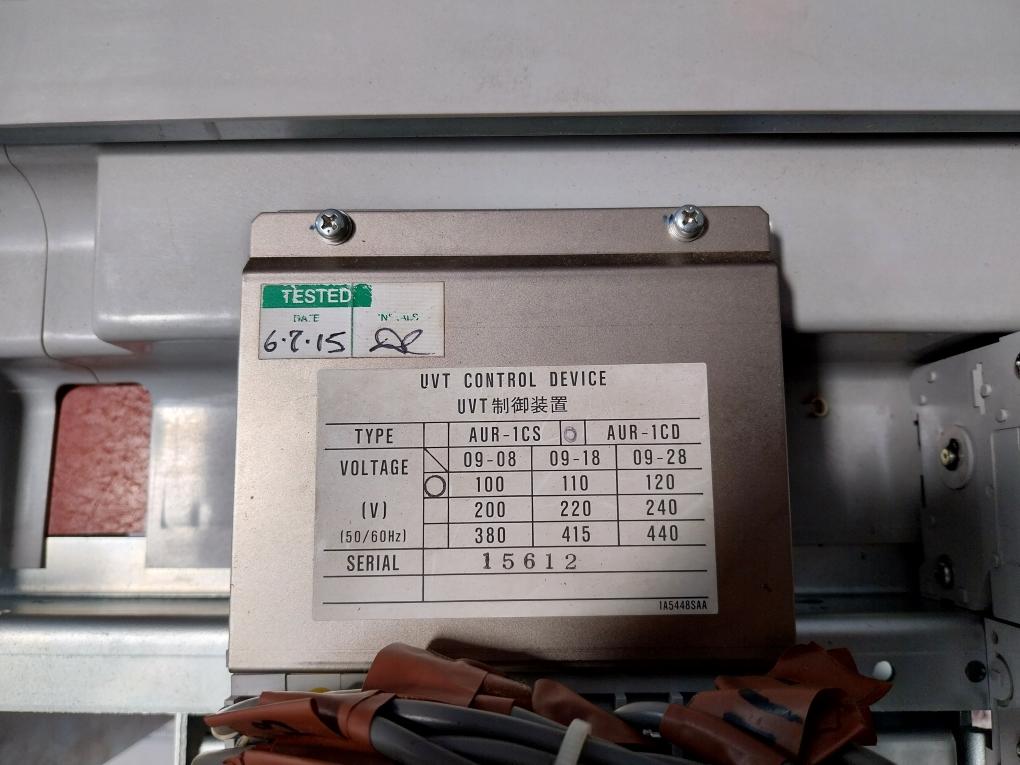 TESTED
DATE
6.7.15
UVT CONTROL DEVICE
UVT制御装置
TYPE AUR-1CS AUR-1CD
VOLTAGE 09-08 09-18 09-28
100 110 120
(V) 200 220 240
(50/60Hz) 380 415 440
SERIAL 15612
1A5448SAA